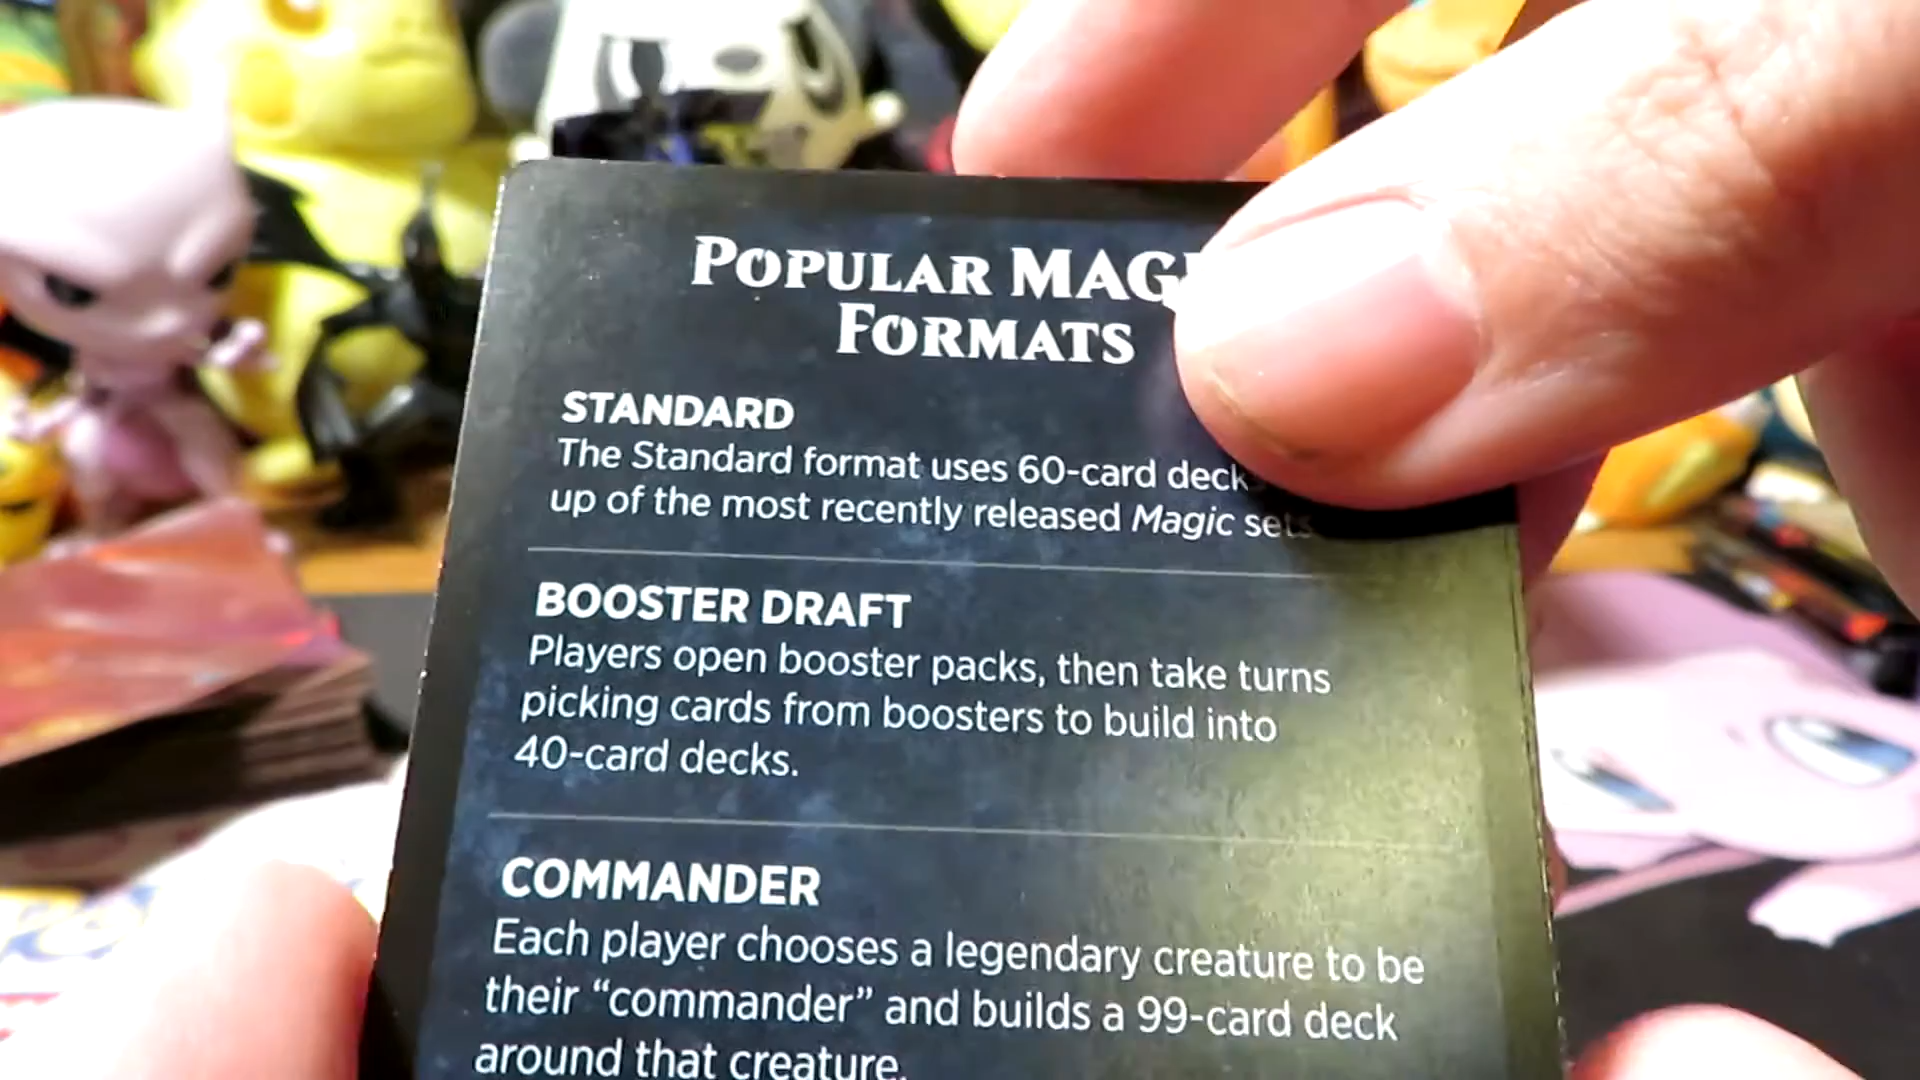 POPULAR MAGI
FORMATS
STANDARD
The Standard format uses 60-card deck
up of the most recently released Magic sets
BOOSTER DRAFT
Players open booster packs, then take turns
picking cards from boosters to build into
40-card decks.
COMMANDER
Each player chooses a legendary creature to be
their “commander” and builds a 99-card deck
around that creature.